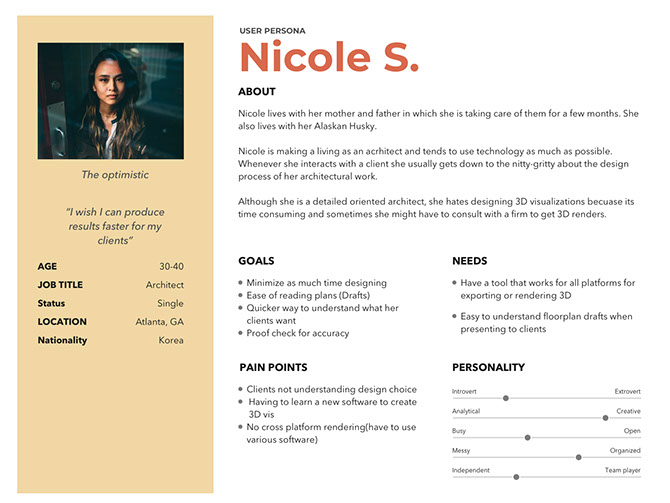 The optimistic
“I wish I can produce
results faster for my
clients”
AGE 30-40
JOB TITLE Architect
Status Single
LOCATION Atlanta, GA
Nationality Korea
USER PERSONA
Nicole S.
ABOUT
Nicole lives with her mother and father in which she is taking care of them for a few months. She
also lives with her Alaskan Husky.
Nicole is making a living as an acrhitect and tends to use technology as much as possible.
Whenever she interacts with a client she usually gets down to the nitty-gritty about the design
process of her architectural work.
Although she is a detailed oriented architect, she hates designing 3D visualizations becuase its
time consuming and sometimes she might have to consult with a firm to get 3D renders.
GOALS
• Minimize as much time designing
• Ease of reading plans (Drafts)
• Quicker way to understand what her
clients want
• Proof check for accuracy
NEEDS
• Have a tool that works for all platforms for
exporting or rendering 3D
• Easy to understand floorplan drafts when
presenting to clients
PAIN POINTS
• Clients not understanding design choice
• Having to learn a new software to create
3D vis
• No cross platform rendering(have to use
various software)
PERSONALITY
Introvert Extrovert
Analytical Creative
Busy Open
Messy Organized
Independent Team player